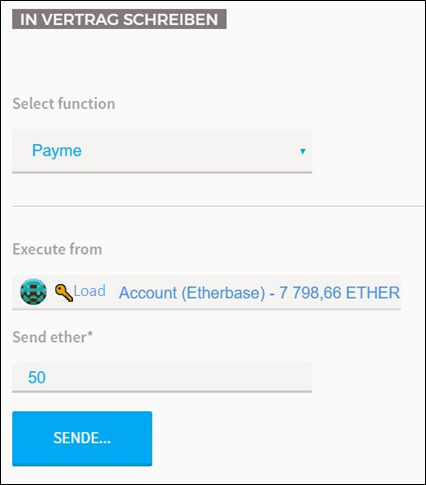 IN VERTRAG SCHREIBEN
Select function
Payme
Execute from
Load Account (Etherbase) - 7 798,66 ETHER
Send ether*
50
SENDE...